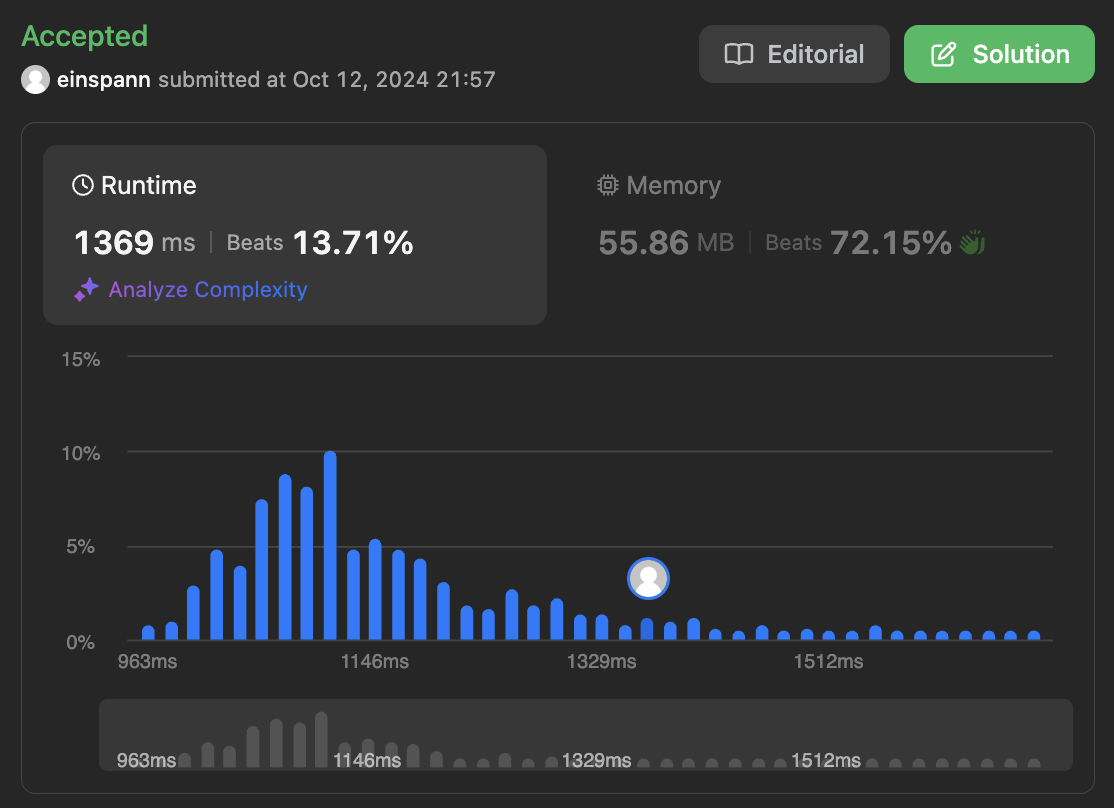 Accepted
einspann submitted at Oct 12, 2024 21:57
Editorial
Solution
Runtime
1369 ms | Beats 13.71%
Analyze Complexity
Memory
55.86 MB | Beats 72.15%
15%
10%
5%
0%
963ms 1146ms 1329ms 1512ms
963ms 1146ms 1329ms 1512ms